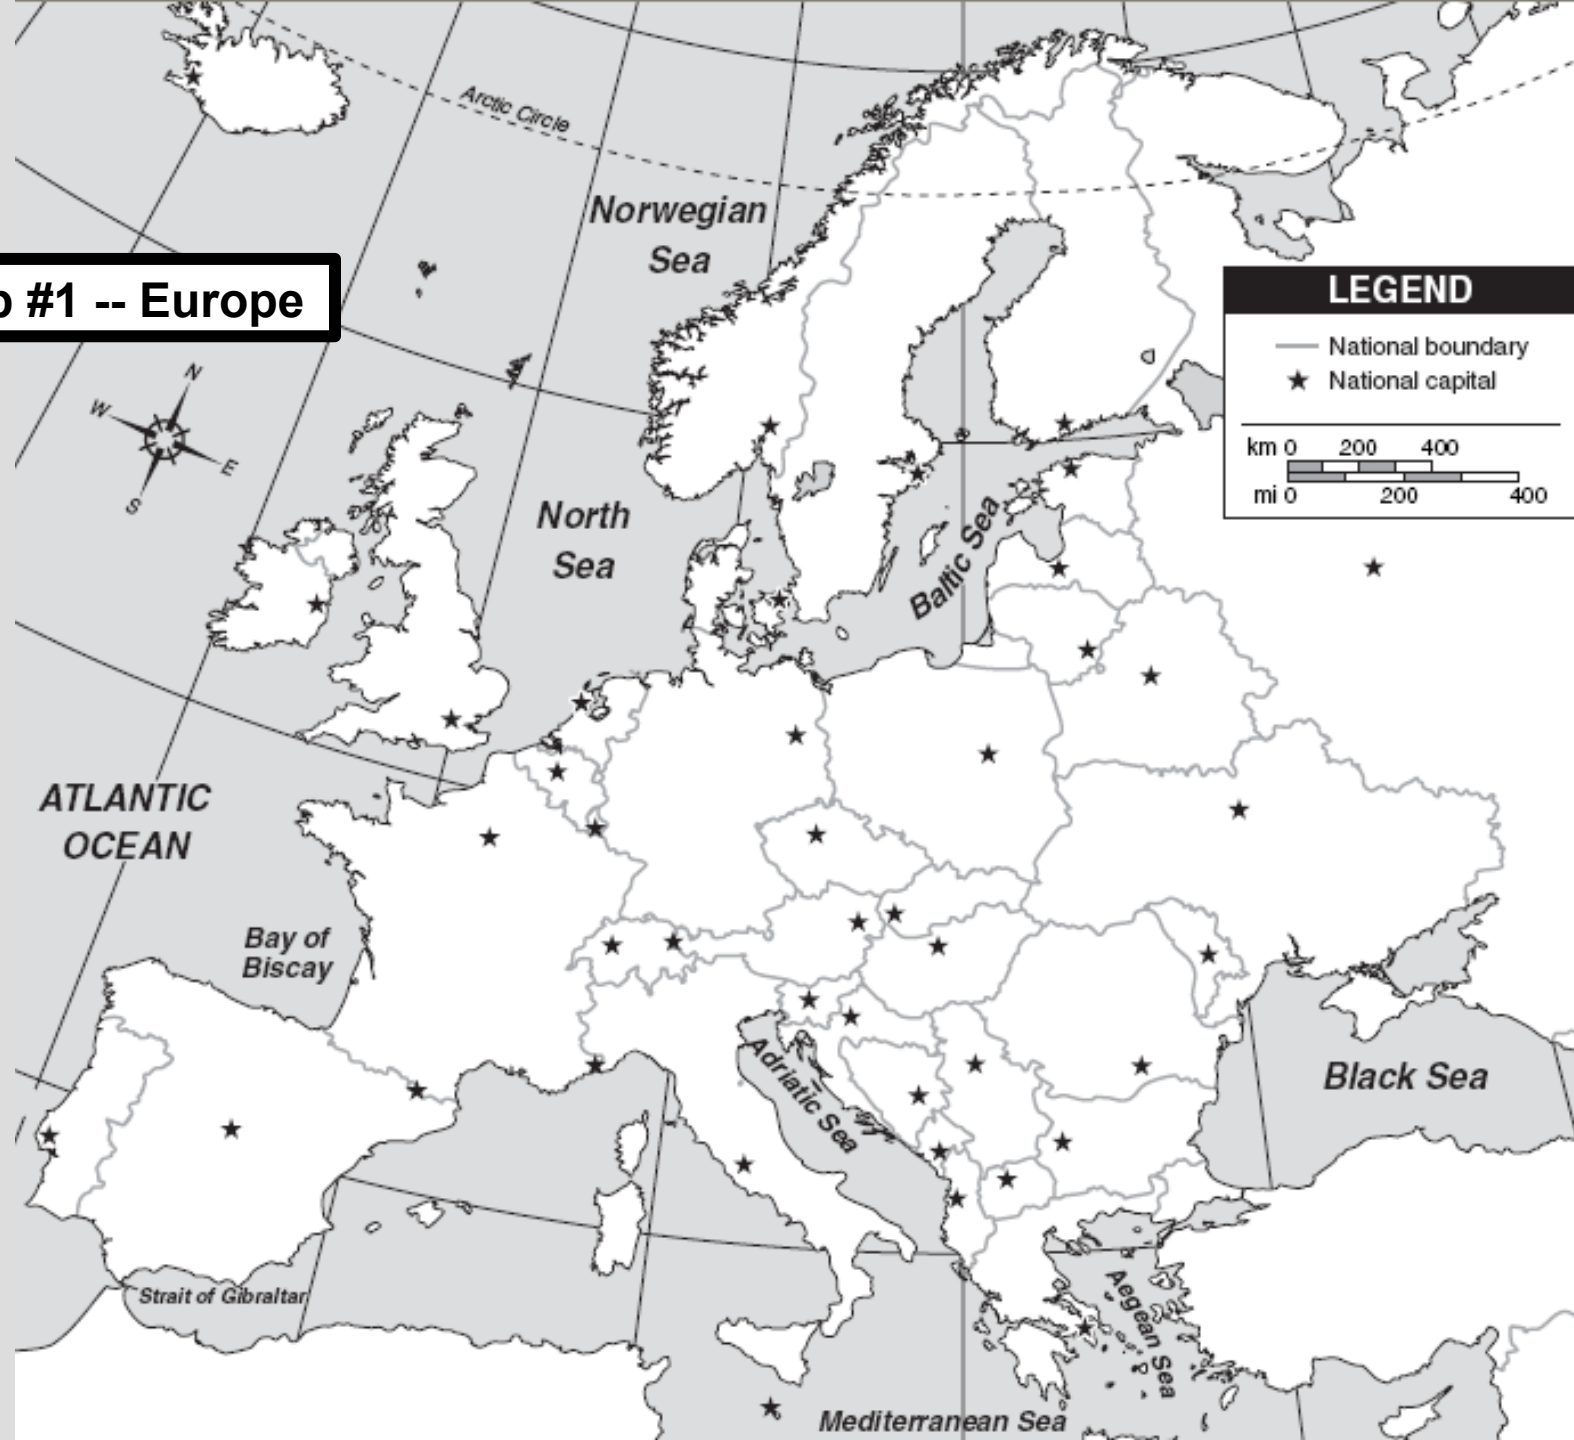 Arctic Circle
Norwegian
Sea
#1 -- Europe
LEGEND
National boundary
National capital
km 0 200 400
mi 0 200 400
N
W
E
S
North
Sea
Baltic Sea
ATLANTIC
OCEAN
Bay of
Biscay
Adriatic Sea
Black Sea
Strait of Gibraltar
Aegean Sea
Mediterranean Sea